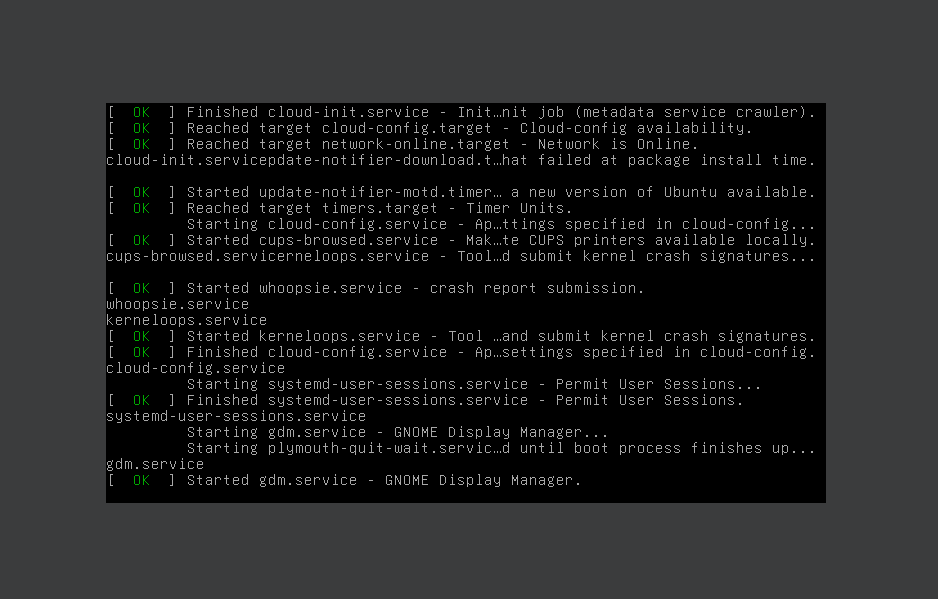 [  OK  ] Finished cloud-init.service - Init…nit job (metadata service crawler).
[  OK  ] Reached target cloud-config.target - Cloud-config availability.
[  OK  ] Reached target network-online.target - Network is Online.
cloud-init.servicepdate-notifier-download.t…hat failed at package install time.
[  OK  ] Started update-notifier-motd.timer… a new version of Ubuntu available.
[  OK  ] Reached target timers.target - Timer Units.
Starting cloud-config.service - Ap…ttings specified in cloud-config...
[  OK  ] Started cups-browsed.service - Mak…te CUPS printers available locally.
cups-browsed.servicerneloops.service - Tool…d submit kernel crash signatures...
[  OK  ] Started whoopsie.service - crash report submission.
whoopsie.service
kerneloops.service
[  OK  ] Started kerneloops.service - Tool …and submit kernel crash signatures.
[  OK  ] Finished cloud-config.service - Ap…settings specified in cloud-config.
cloud-config.service
Starting systemd-user-sessions.service - Permit User Sessions...
[  OK  ] Finished systemd-user-sessions.service - Permit User Sessions.
systemd-user-sessions.service
Starting gdm.service - GNOME Display Manager...
Starting plymouth-quit-wait.servic…d until boot process finishes up...
gdm.service
[  OK  ] Started gdm.service - GNOME Display Manager.